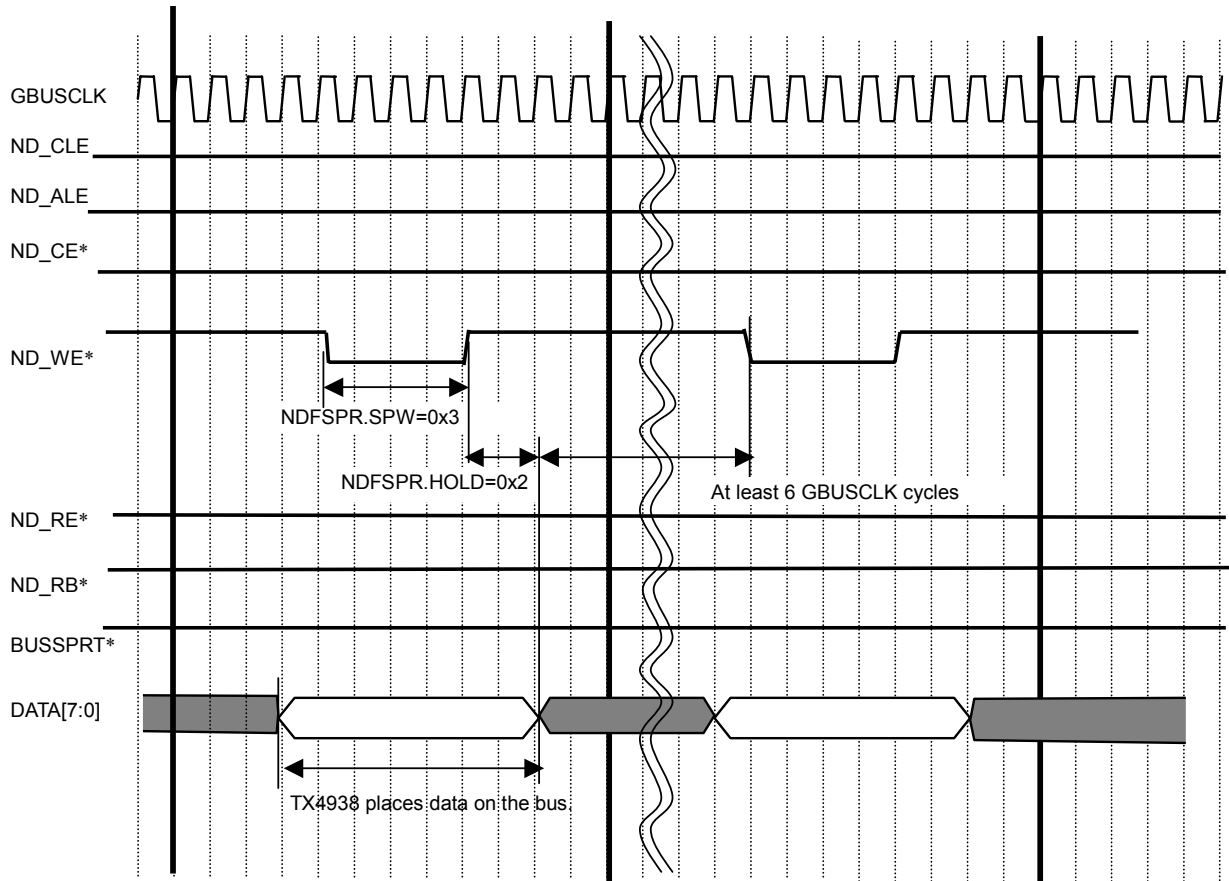 GBUSCLK
ND_CLE
ND_ALE
ND_CE*
ND_WE*
NDFSPR.SPW=0x3
NDFSPR.HOLD=0x2
At least 6 GBUSCLK cycles
ND_RE*
ND_RB*
BUSSPRT*
DATA[7:0]
TX4938 places data on the bus.